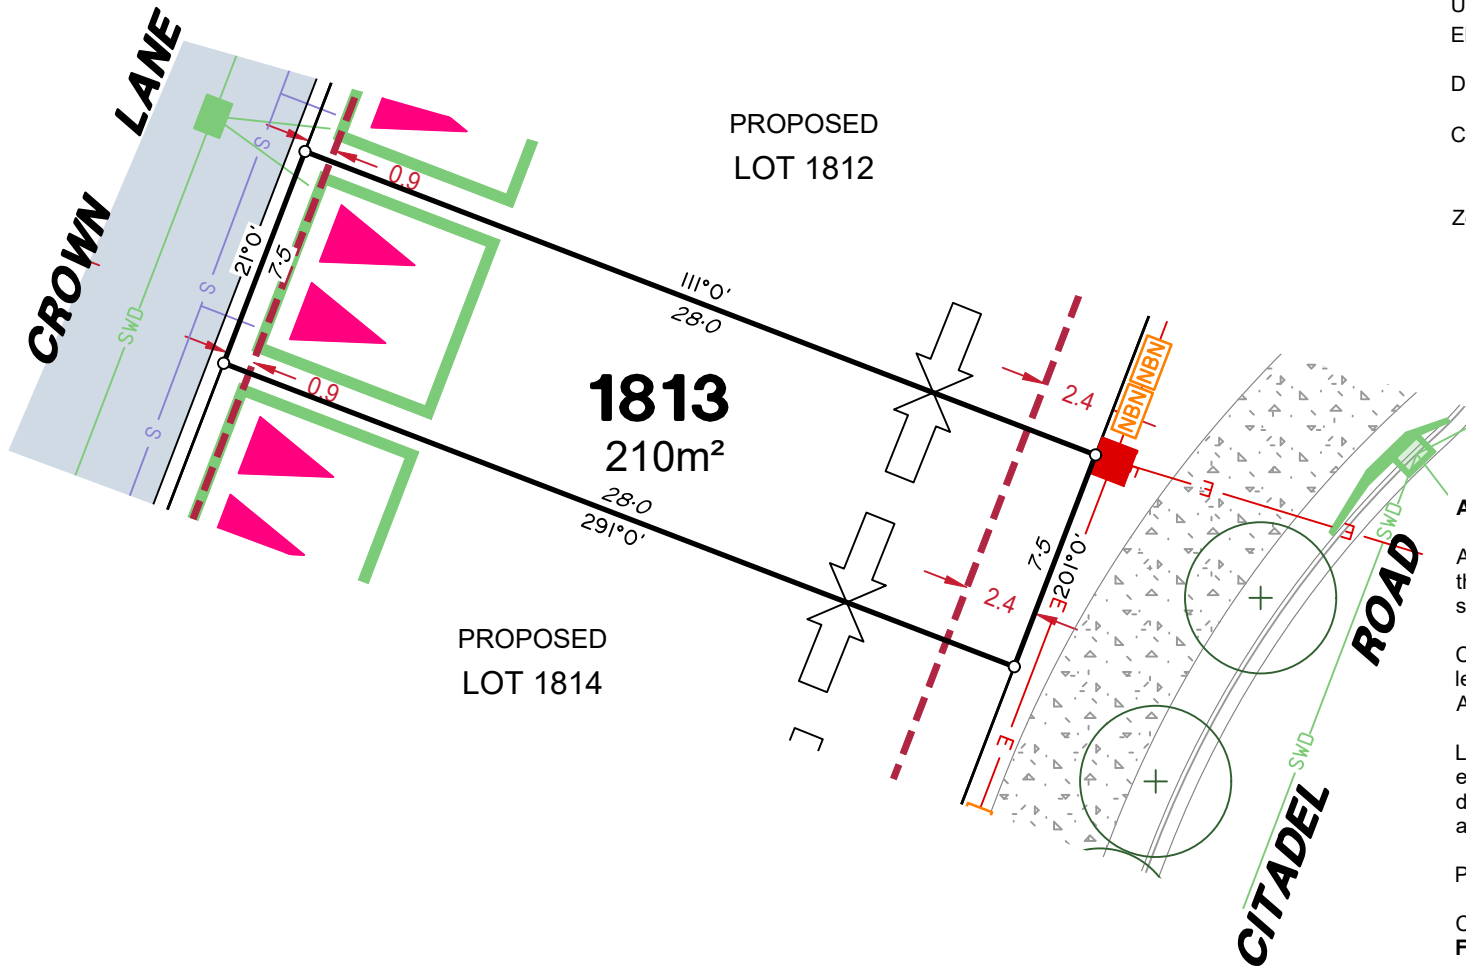 CROWN LANE
SWD
S
S
S
0.9
0.9
21°0'
7·5
PROPOSED
LOT 1812
111°0'
28·0
1813
210m²
28·0
291°0'
PROPOSED
LOT 1814
2.4
2.4
7·5
201°0'
NBN
NBN
E
E
E
E
SWD
SWD
CITADEL ROAD
U
D
C
A
A
s
C
A
L
e
d
a
P
C
F